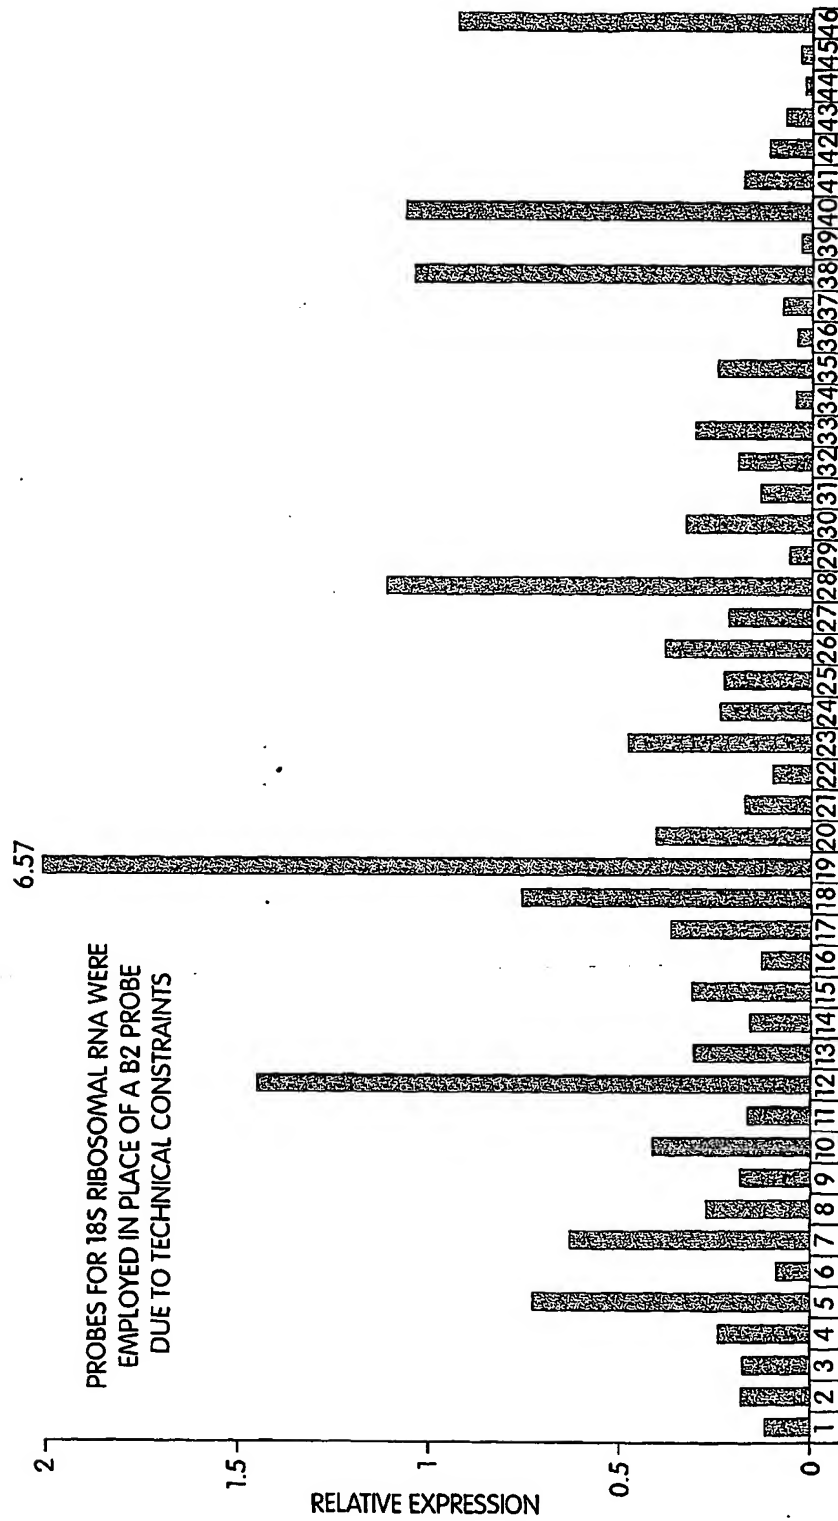 6.57
PROBES FOR 18S RIBOSOMAL RNA WERE
EMPLOYED IN PLACE OF A B2 PROBE
DUE TO TECHNICAL CONSTRAINTS
2
1.5
1
0.5
0
RELATIVE EXPRESSION
1 2 3 4 5 6 7 8 9 10 11 12 13 14 15 16 17 18 19 20 21 22 23 24 25 26 27 28 29 30 31 32 33 34 35 36 37 38 39 40 41 42 43 44 45 46